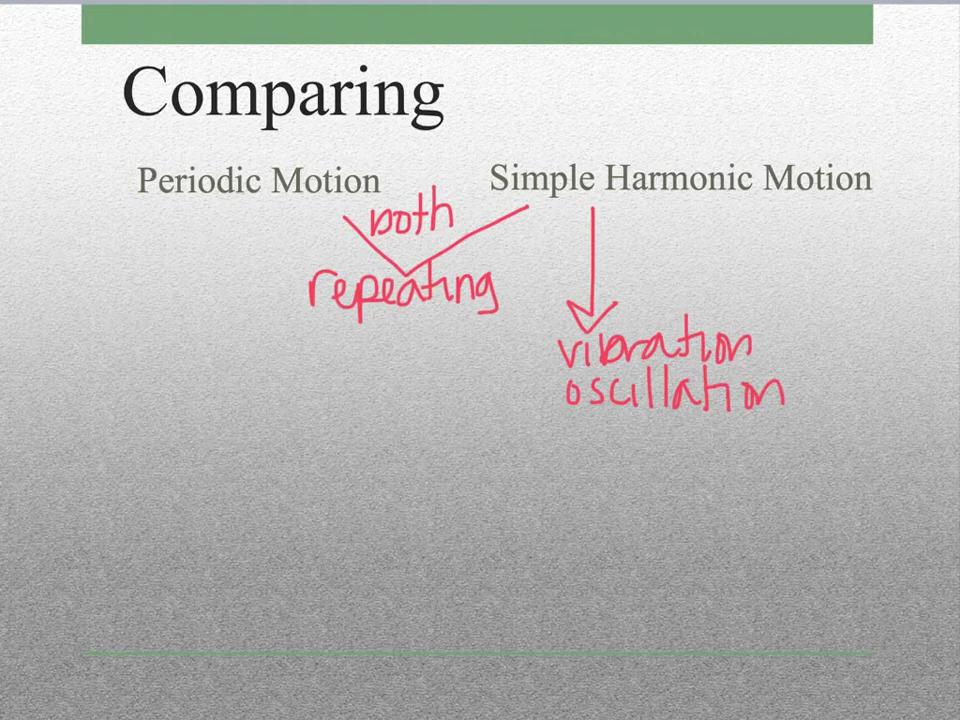 Comparing
Periodic Motion
Simple Harmonic Motion
both
repeating
vibration
oscillation